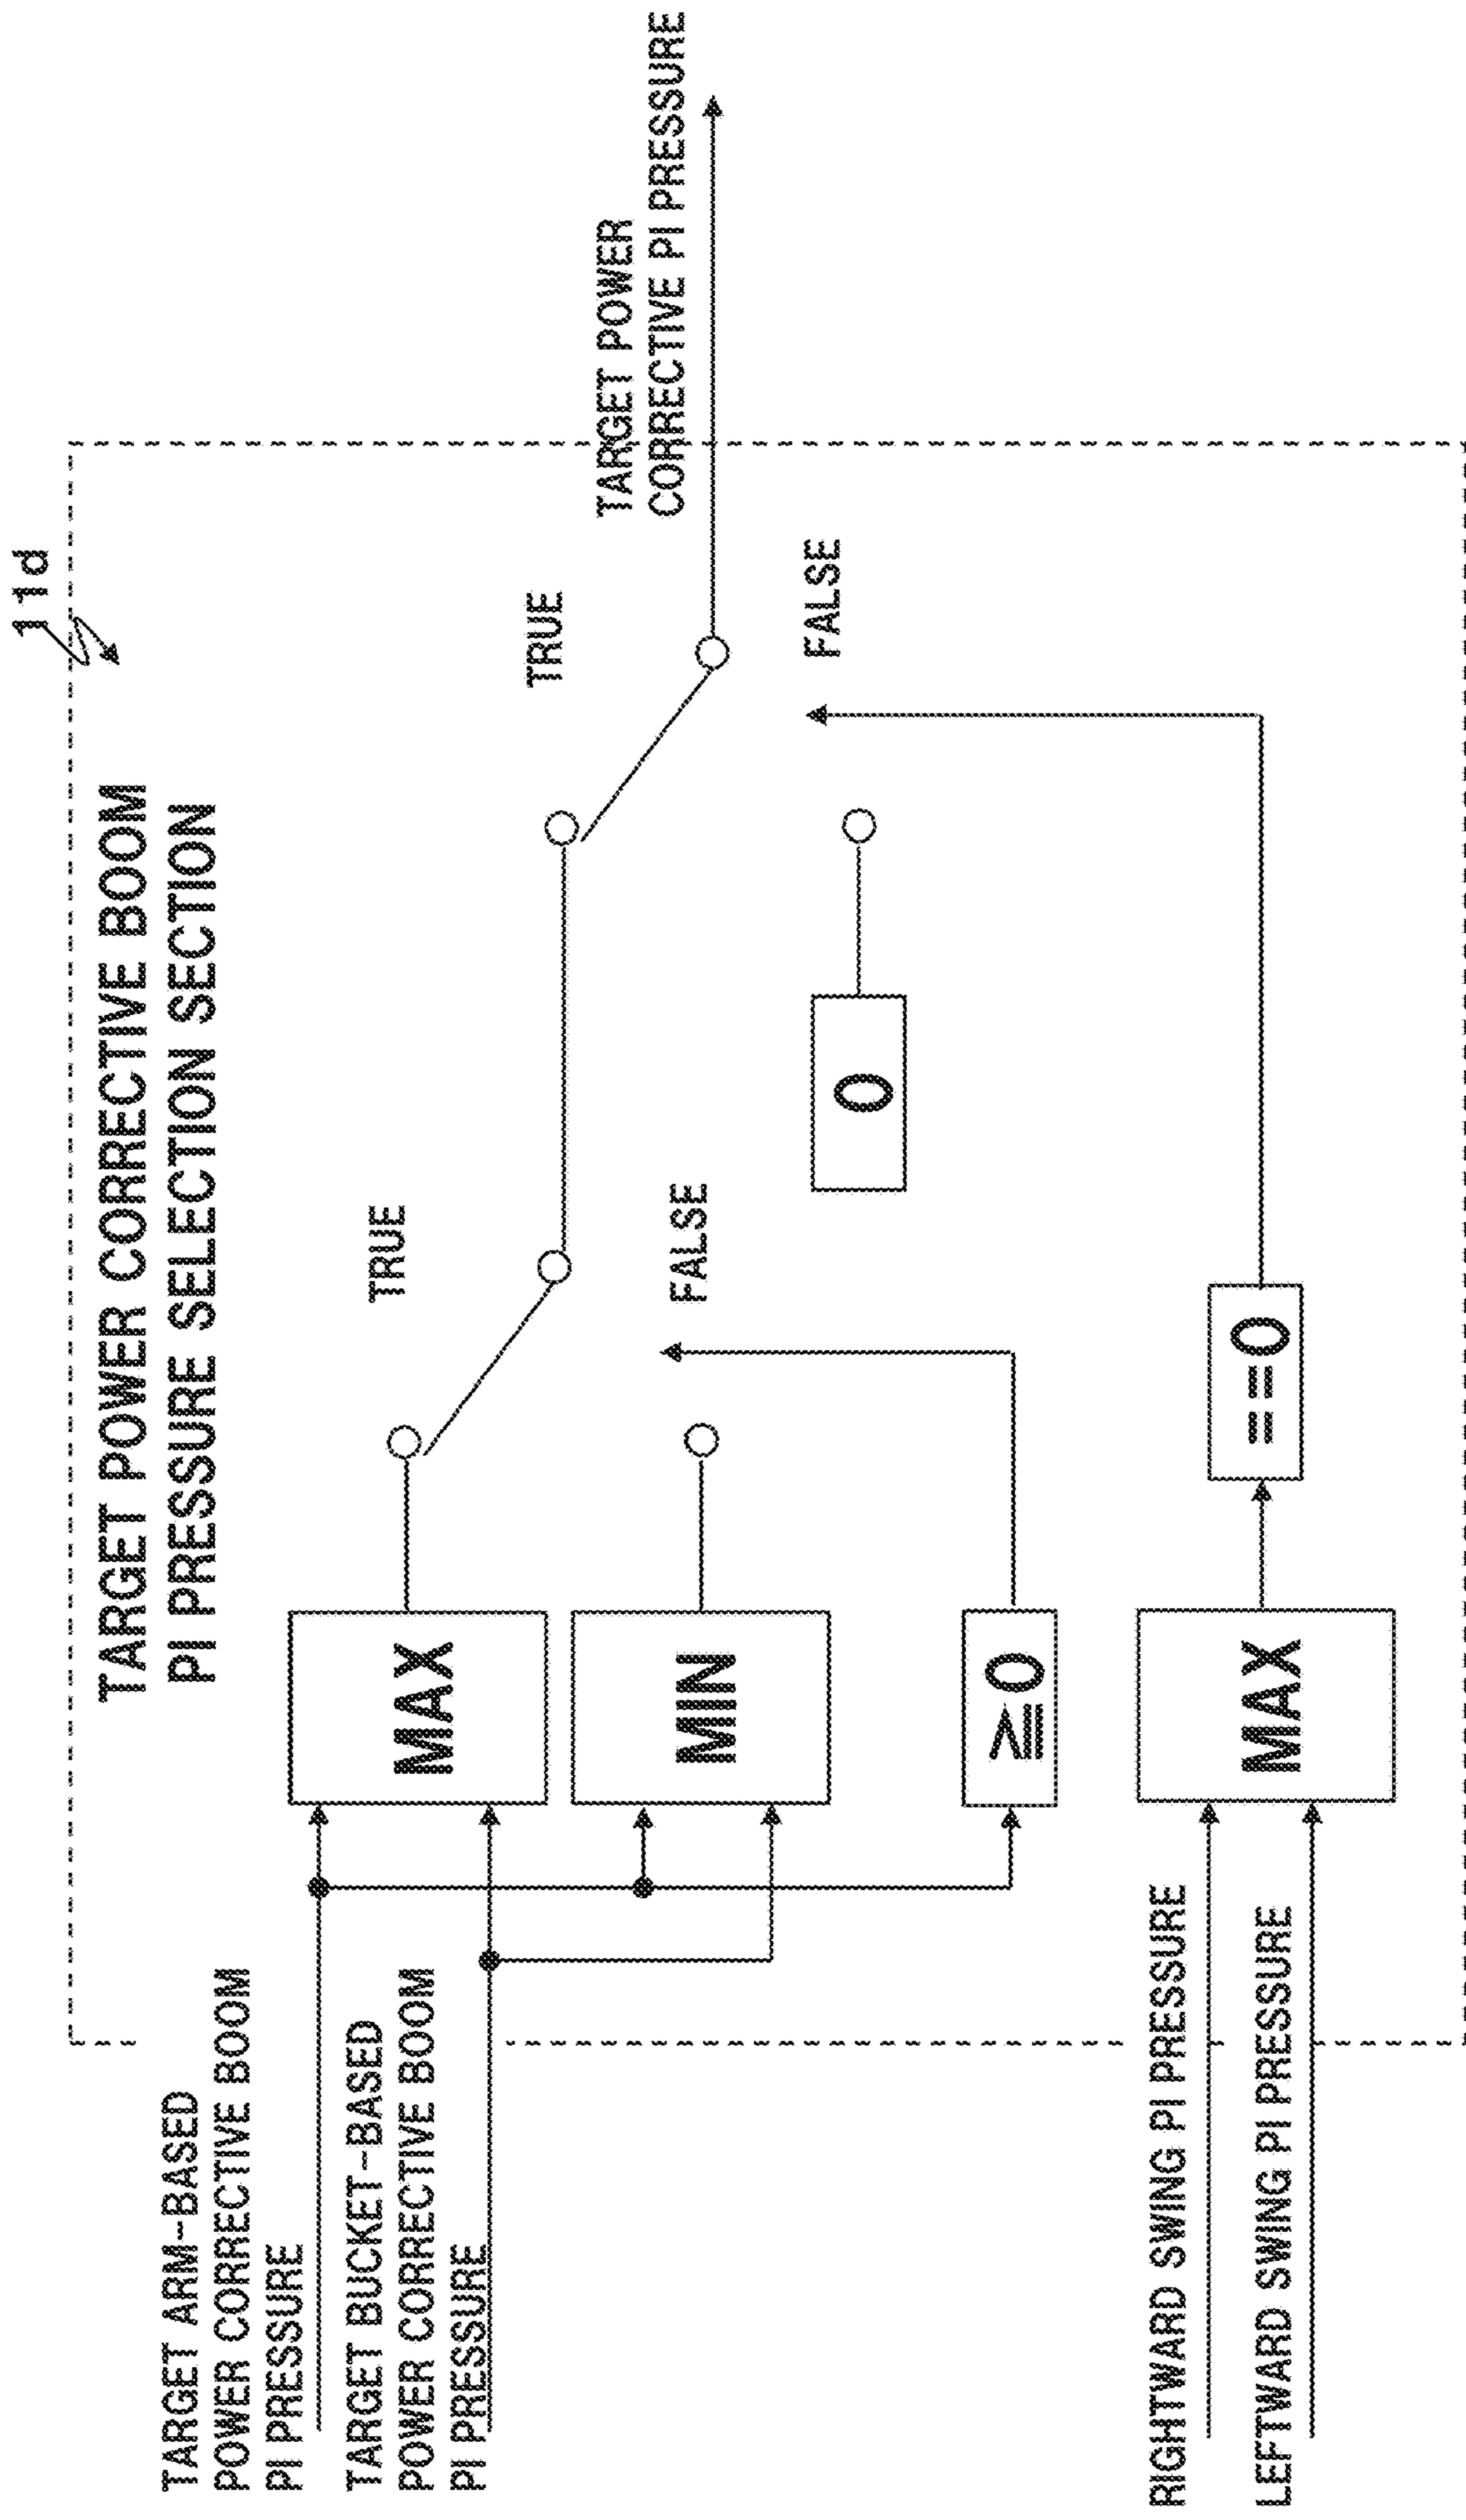 11d
TARGET POWER CORRECTIVE BOOM
PI PRESSURE SELECTION SECTION
TARGET ARM-BASED
POWER CORRECTIVE BOOM
PI PRESSURE
TARGET BUCKET-BASED
POWER CORRECTIVE BOOM
PI PRESSURE
MAX
MIN
≧0
TRUE
FALSE
0
TRUE
FALSE
TARGET POWER
CORRECTIVE PI PRESSURE
RIGHTWARD SWING PI PRESSURE
LEFTWARD SWING PI PRESSURE
MAX
==0